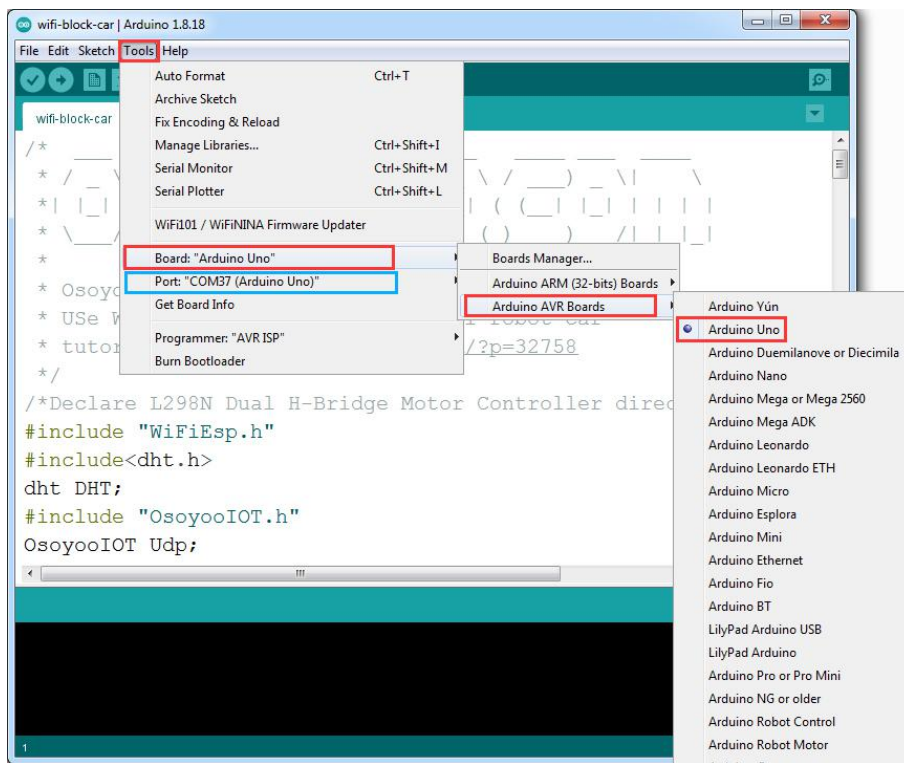 wifi-block-car | Arduino 1.8.18
File Edit Sketch Tools Help
Auto Format Ctrl+T
Archive Sketch
Fix Encoding & Reload
Manage Libraries... Ctrl+Shift+I
Serial Monitor Ctrl+Shift+M
Serial Plotter Ctrl+Shift+L
WiFi101 / WiFiNINA Firmware Updater
Board: "Arduino Uno"
Port: "COM37 (Arduino Uno)"
Get Board Info
Programmer: "AVR ISP"
Burn Bootloader
Boards Manager...
Arduino ARM (32-bits) Boards
Arduino AVR Boards
Arduino Yún
Arduino Uno
Arduino Duemilanove or Diecimila
Arduino Nano
Arduino Mega or Mega 2560
Arduino Mega ADK
Arduino Leonardo
Arduino Leonardo ETH
Arduino Micro
Arduino Esplora
Arduino Mini
Arduino Ethernet
Arduino Fio
Arduino BT
LilyPad Arduino USB
LilyPad Arduino
Arduino Pro or Pro Mini
Arduino NG or older
Arduino Robot Control
Arduino Robot Motor
wifi-block-car
/*
* Osoyo
* USe W robot car
* tutor /?p=32758
*/
/*Declare L298N Dual H-Bridge Motor Controller direc
#include "WiFiEsp.h"
#include<dht.h>
dht DHT;
#include "OsoyooIOT.h"
OsoyooIOT Udp;
1